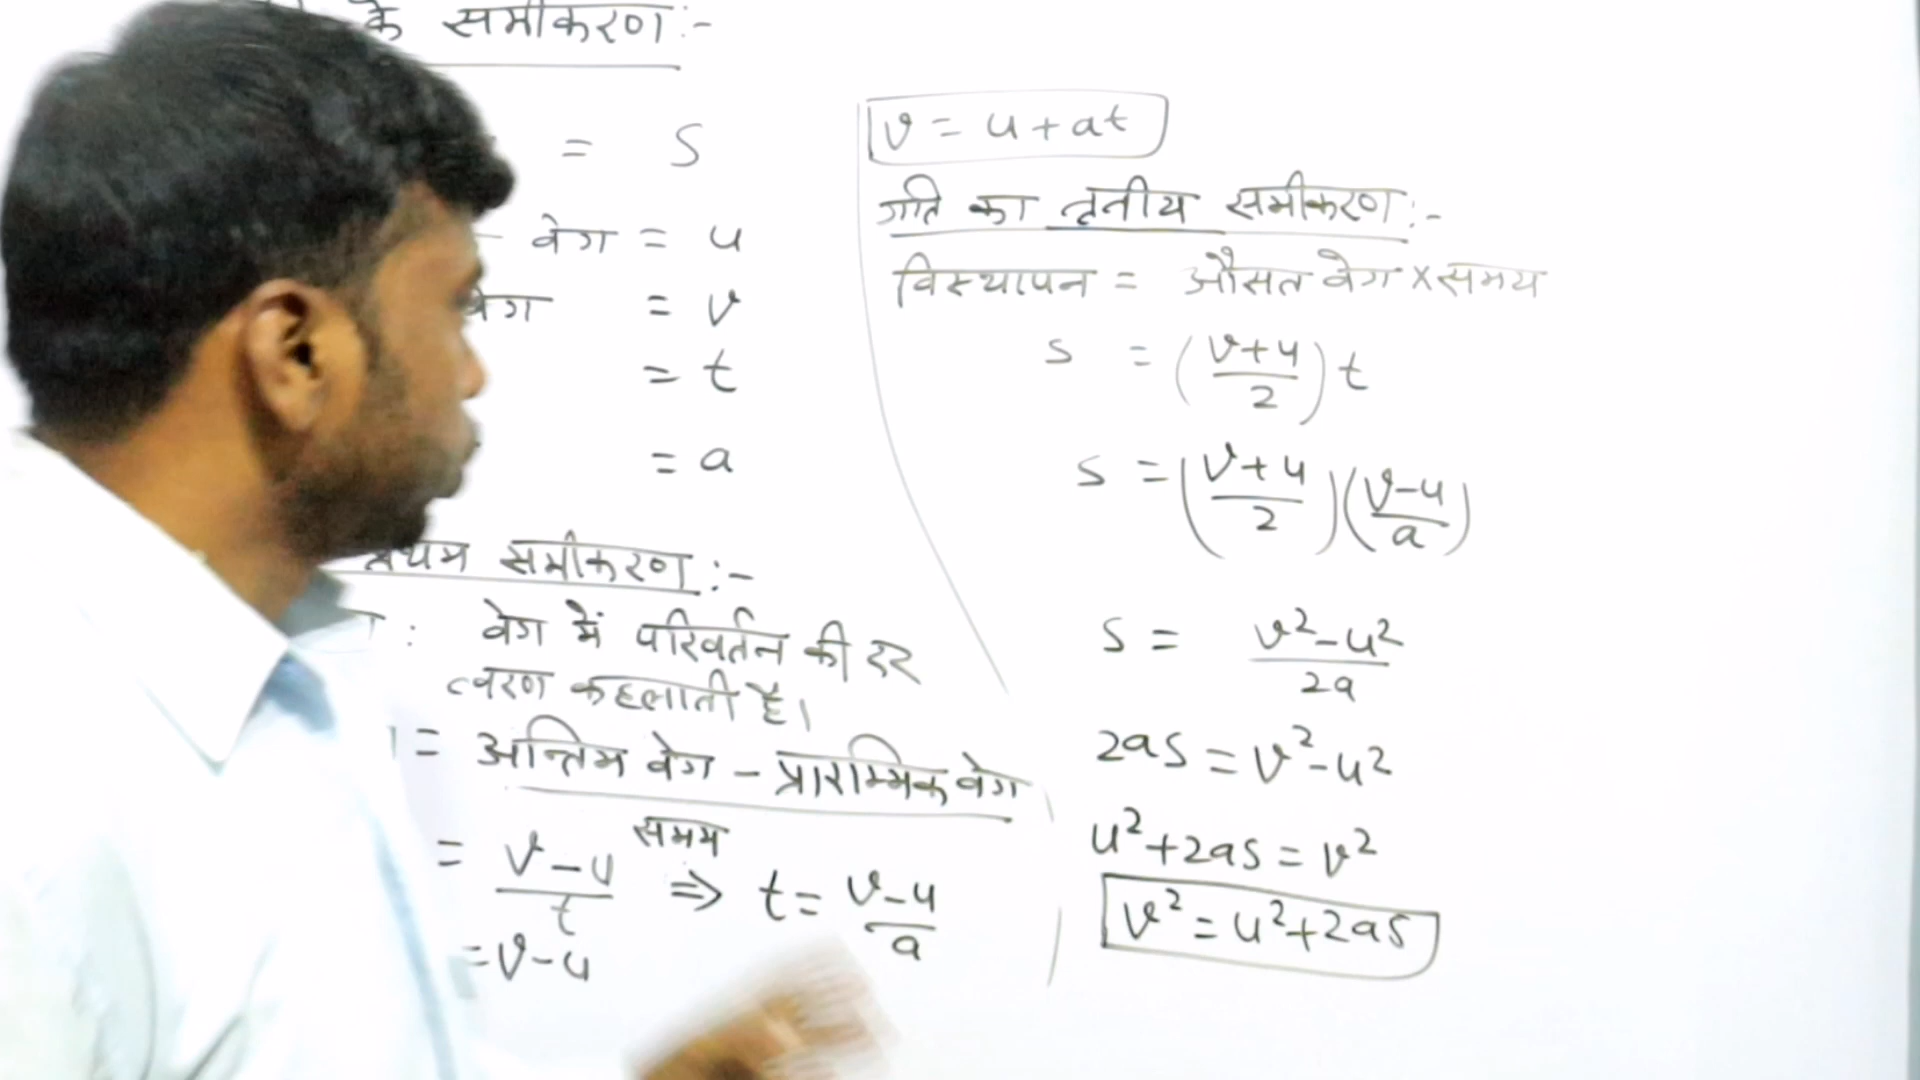 के समीकरण:-
= S
वेग = u
वेग = v
= t
= a
प्रथम समीकरण:-
: वेग में परिवर्तन की दर
त्वरण कहलाती है।
= अन्तिम वेग - प्रारम्भिक वेग
समय
= v-u/t ⇒ t = v-u/a
= v-u
v = u + at
गति का तृतीय समीकरण:-
विस्थापन = औसत वेग × समय
s = (v+u/2) t
s = (v+u/2)(v-u/a)
s = v²-u²/2a
2as = v²-u²
u²+2as = v²
v² = u²+2as